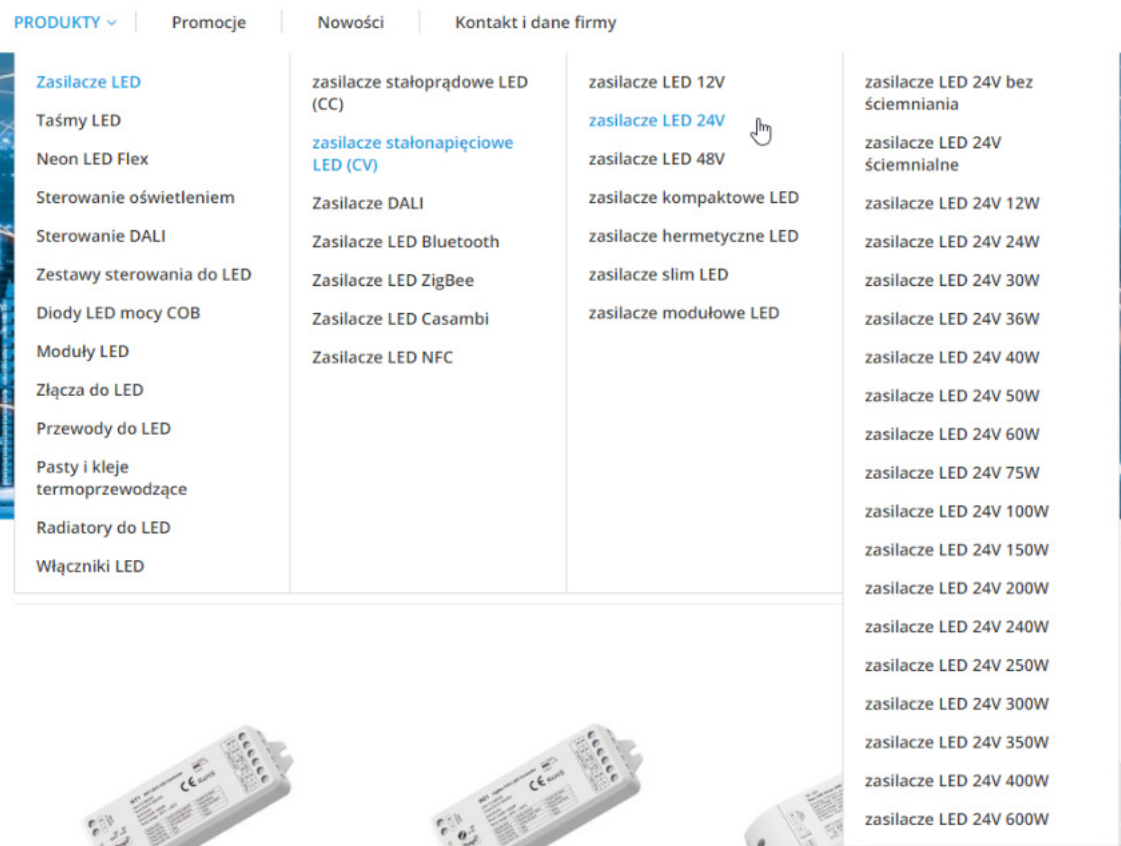 PRODUKTY
Promocje
Nowości
Kontakt i dane firmy
Zasilacze LED
Taśmy LED
Neon LED Flex
Sterowanie oświetleniem
Sterowanie DALI
Zestawy sterowania do LED
Diody LED mocy COB
Moduły LED
Złącza do LED
Przewody do LED
Pasty i kleje
termoprzewodzące
Radiatory do LED
Włączniki LED
zasilacze stałoprądowe LED
(CC)
zasilacze stałonapięciowe
LED (CV)
Zasilacze DALI
Zasilacze LED Bluetooth
Zasilacze LED ZigBee
Zasilacze LED Casambi
Zasilacze LED NFC
zasilacze LED 12V
zasilacze LED 24V
zasilacze LED 48V
zasilacze kompaktowe LED
zasilacze hermetyczne LED
zasilacze slim LED
zasilacze modułowe LED
zasilacze LED 24V bez
ściemniania
zasilacze LED 24V
ściemnialne
zasilacze LED 24V 12W
zasilacze LED 24V 24W
zasilacze LED 24V 30W
zasilacze LED 24V 36W
zasilacze LED 24V 40W
zasilacze LED 24V 50W
zasilacze LED 24V 60W
zasilacze LED 24V 75W
zasilacze LED 24V 100W
zasilacze LED 24V 150W
zasilacze LED 24V 200W
zasilacze LED 24V 240W
zasilacze LED 24V 250W
zasilacze LED 24V 300W
zasilacze LED 24V 350W
zasilacze LED 24V 400W
zasilacze LED 24V 600W
CE RoHS
CE RoHS